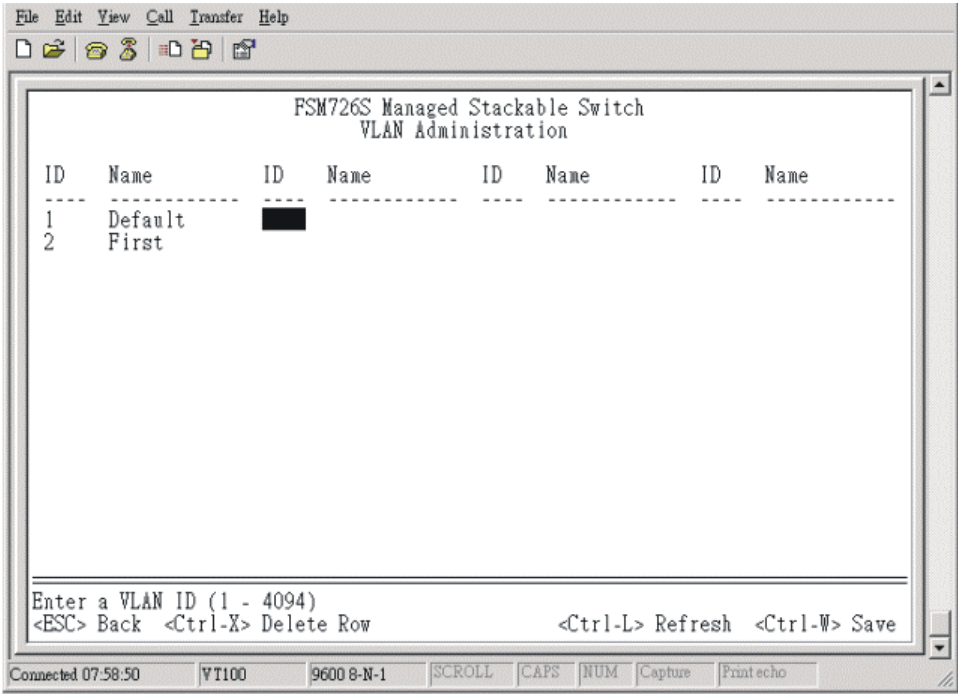 File Edit View Call Transfer Help
FSM726S Managed Stackable Switch
VLAN Administration
ID Name ID Name ID Name ID Name
---- ------------ ---- ------------ ---- ------------ ---- ------------
1 Default
2 First
Enter a VLAN ID (1 - 4094)
<ESC> Back <Ctrl-X> Delete Row <Ctrl-L> Refresh <Ctrl-W> Save
Connected 07:58:50 VT100 9600 8-N-1 SCROLL CAPS NUM Capture Print echo